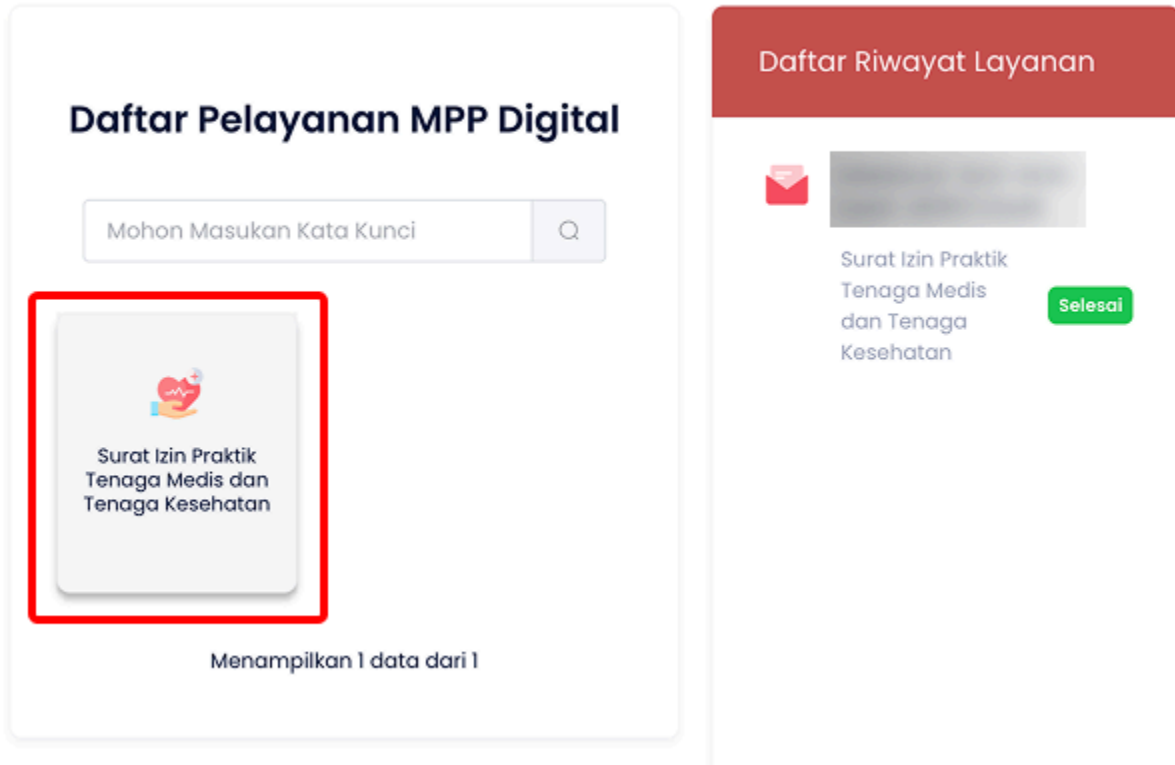 Daftar Pelayanan MPP Digital
Mohon Masukan Kata Kunci
Surat Izin Praktik
Tenaga Medis dan
Tenaga Kesehatan
Menampilkan 1 data dari 1
Daftar Riwayat Layanan
Surat Izin Praktik
Tenaga Medis
dan Tenaga
Kesehatan
Selesai